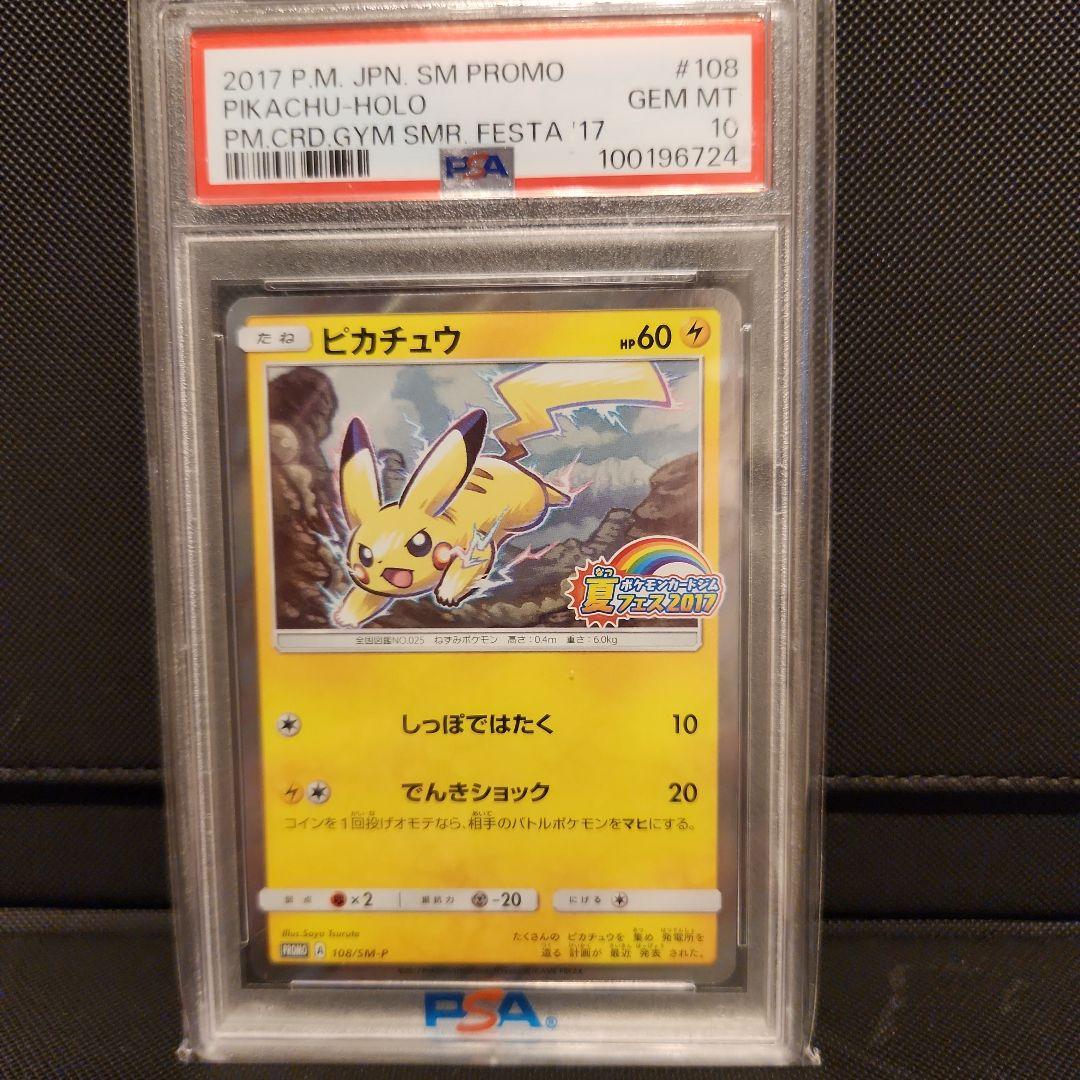 2017 P.M. JPN. SM PROMO #108
PIKACHU-HOLO GEM MT
PM.CRD.GYM SMR. FESTA '17 10
PSA 100196724
たね ピカチュウ HP60
なつ
夏 ポケモンカードジム
フェス2017
全国図鑑NO.025 ねずみポケモン 高さ:0.4m 重さ:6.0kg
しっぽではたく 10
でんきショック 20
コインを1回投げオモテなら、相手のバトルポケモンをマヒにする。
弱点 ×2 抵抗力 -20 にげる
Illus.Saya Tsuruta
たくさんの ピカチュウを 集め 発電所を
造る 計画が 最近 発表 された。
PROMO A 108/SM-P
PSA